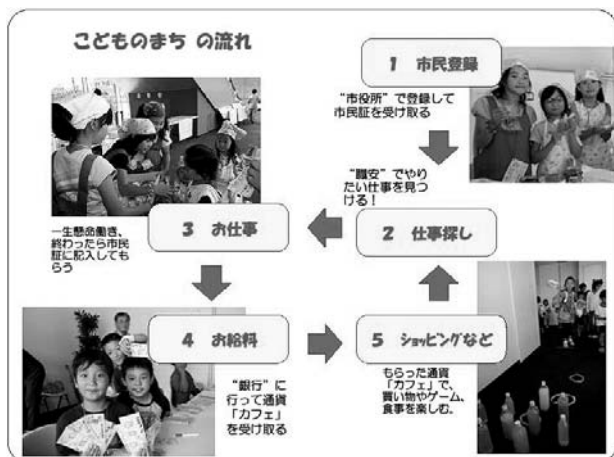 こどものまち の流れ
1 市民登録
“市役所”で登録して
市民証を受け取る
“職安”でやり
たい仕事を見つ
ける！
2 仕事探し
3 お仕事
一生懸命働き、
終わったら市民
証に記入しても
らう
4 お給料
“銀行”に
行って通貨
「カフェ」
を受け取る
5 ショッピングなど
もらった通貨
「カフェ」で、
買い物やゲーム、
食事を楽しむ。